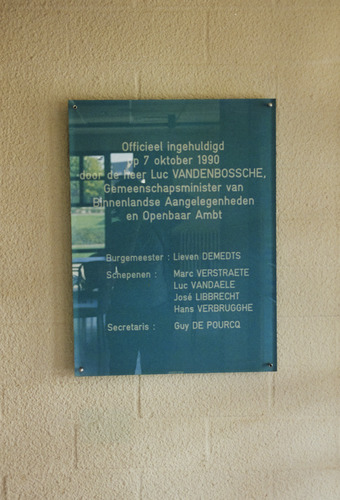 Officieel ingehuldigd
op 7 oktober 1990
door de heer Luc VANDENBOSSCHE,
Gemeenschapsminister van
Binnenlandse Aangelegenheden
en Openbaar Ambt
Burgemeester : Lieven DEMEDTS
Schepenen : Marc VERSTRAETE
Luc VANDAELE
José LIBBRECHT
Hans VERBRUGGHE
Secretaris : Guy DE POURCQ